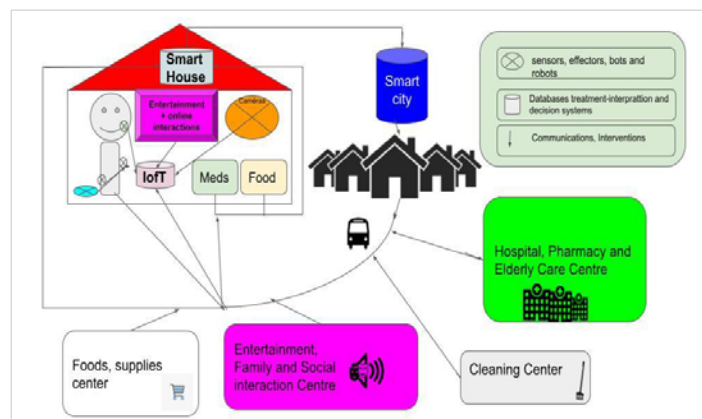 Smart
House
Entertainment
+ online
interactions
Caméras
IofT
Meds
Food
Smart
city
sensors, effectors, bots and
robots
Databases treatment-interprattion and
decision systems
Communications, Interventions
Hospital, Pharmacy and
Elderly Care Centre
Foods, supplies
center
Entertainment,
Family and Social
interaction Centre
Cleaning Center